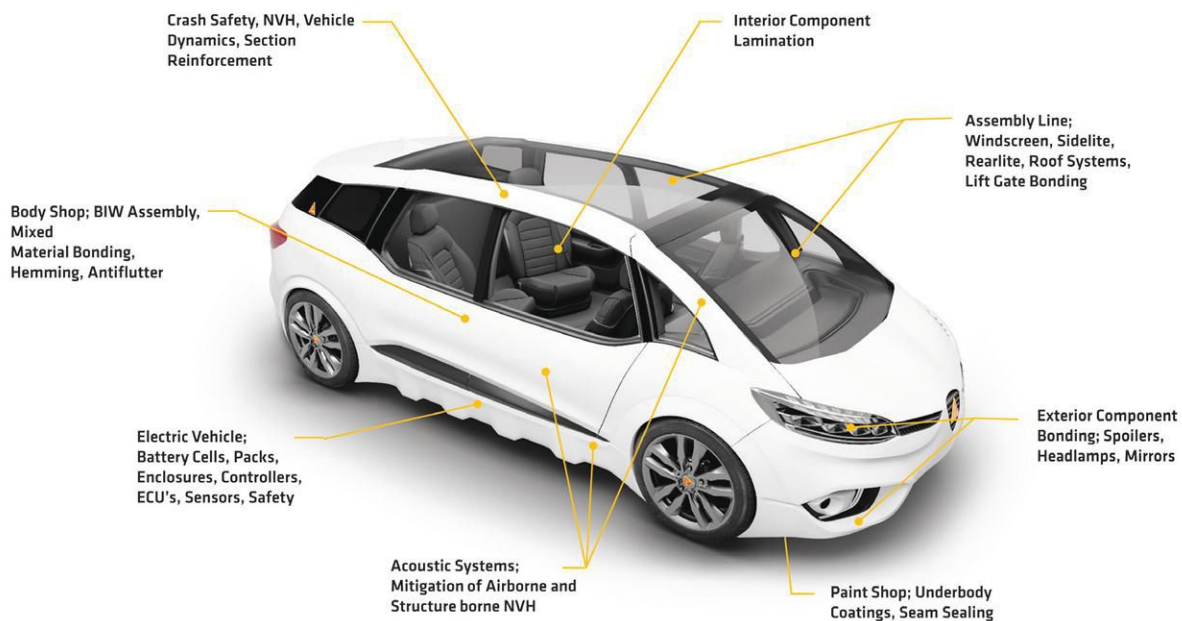 Crash Safety, NVH, Vehicle
Dynamics, Section
Reinforcement
Interior Component
Lamination
Assembly Line;
Windscreen, Sidelite,
Rearlite, Roof Systems,
Lift Gate Bonding
Body Shop; BIW Assembly,
Mixed
Material Bonding,
Hemming, Antiflutter
Electric Vehicle;
Battery Cells, Packs,
Enclosures, Controllers,
ECU's, Sensors, Safety
Exterior Component
Bonding; Spoilers,
Headlamps, Mirrors
Acoustic Systems;
Mitigation of Airborne and
Structure borne NVH
Paint Shop; Underbody
Coatings, Seam Sealing